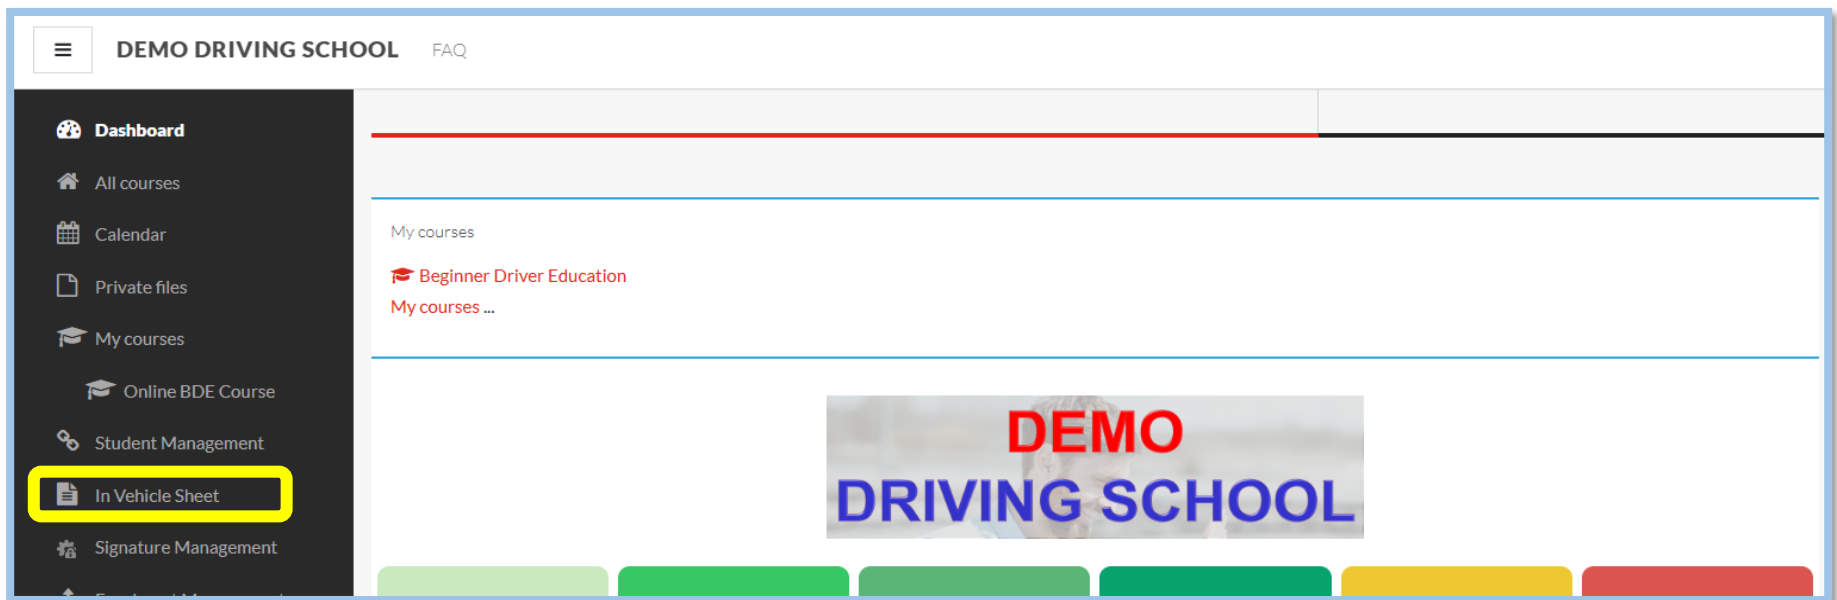 DEMO DRIVING SCHOOL FAQ
Dashboard
All courses
Calendar
Private files
My courses
Online BDE Course
Student Management
In Vehicle Sheet
Signature Management
My courses
Beginner Driver Education
My courses ...
DEMO
DRIVING SCHOOL